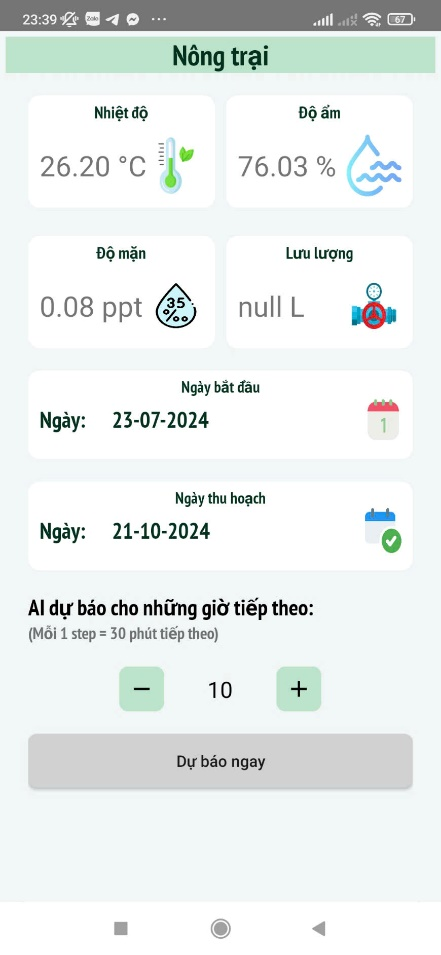 23:39 Zalo ... 67
Nông trại
Nhiệt độ
Độ ẩm
26.20 °C
76.03 %
Độ mặn
Lưu lượng
0.08 ppt
35
%o
null L
Ngày bắt đầu
Ngày: 23-07-2024
1
Ngày thu hoạch
Ngày: 21-10-2024
AI dự báo cho những giờ tiếp theo:
(Mỗi 1 step = 30 phút tiếp theo)
− 10 +
Dự báo ngay